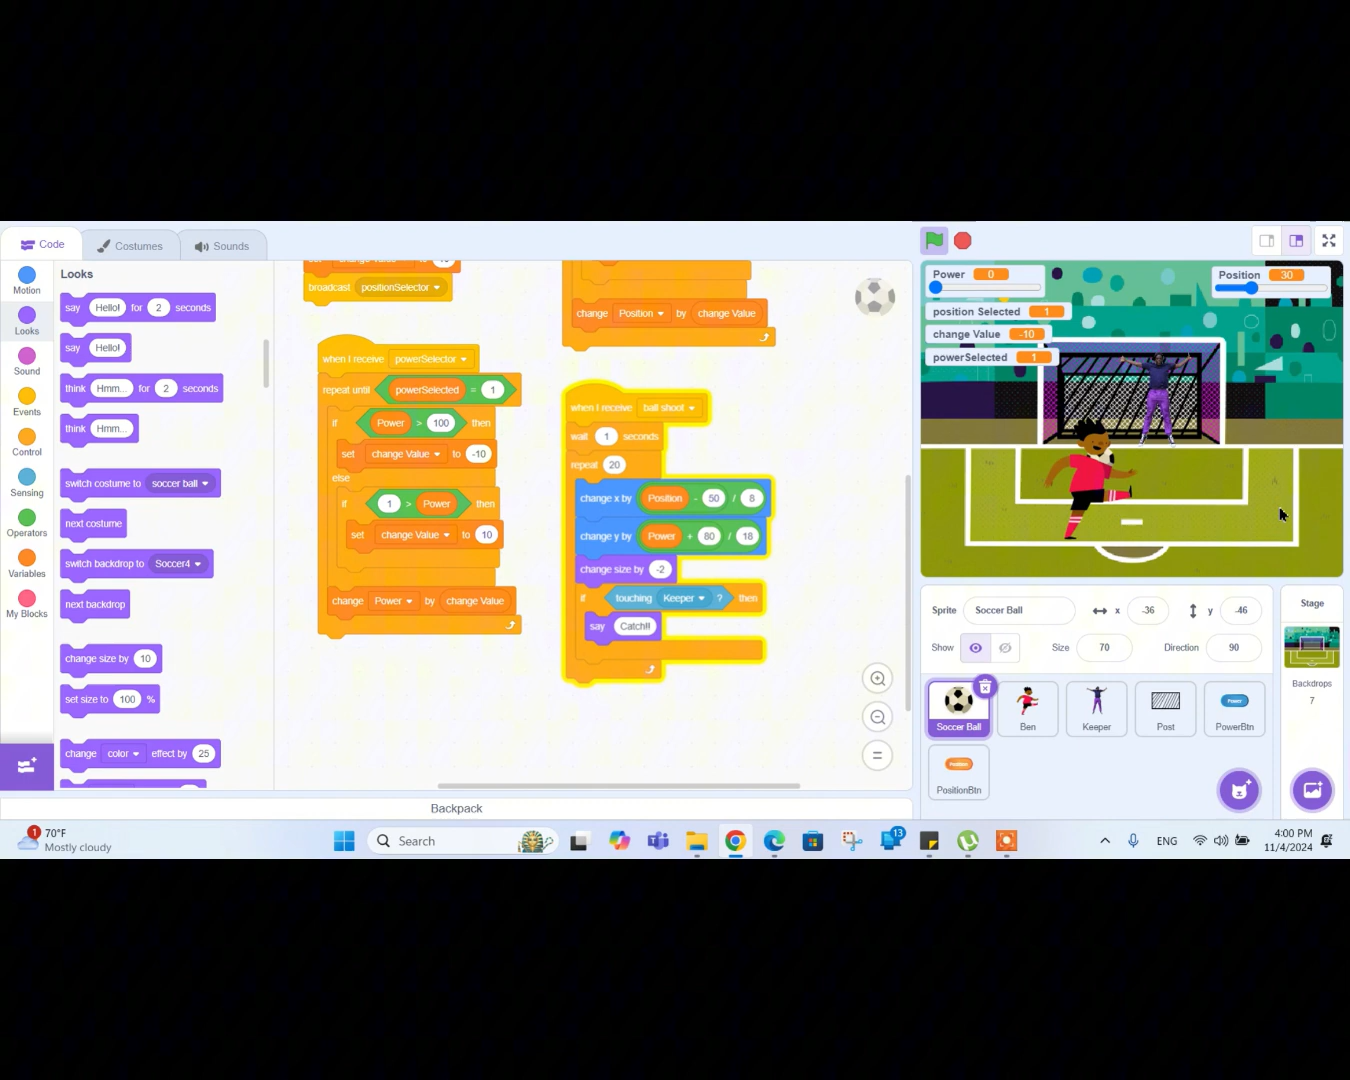 Code
Costumes
Sounds
Motion
Looks
Sound
Events
Control
Sensing
Operators
Variables
My Blocks
Looks
say Hello! for 2 seconds
say Hello!
think Hmm... for 2 seconds
think Hmm...
switch costume to soccer ball
next costume
switch backdrop to Soccer4
next backdrop
change size by 10
set size to 100 %
change color effect by 25
broadcast positionSelector
when I receive powerSelector
repeat until powerSelected = 1
if Power > 100 then
set change Value to -10
else
if 1 > Power then
set change Value to 10
change Power by change Value
change Position by change Value
when I receive ball shoot
wait 1 seconds
repeat 20
change x by Position - 50 / 8
change y by Power + 80 / 18
change size by -2
if touching Keeper ? then
say Catch!!
Backpack
Power 0
Position 30
position Selected 1
change Value -10
powerSelected 1
Sprite Soccer Ball x -36 y -46
Show Size 70 Direction 90
Soccer Ball
Ben
Keeper
Post
Power
PowerBtn
Position
PositionBtn
Stage
Backdrops
7
1
70°F
Mostly cloudy
Search
13
ENG
4:00 PM
11/4/2024